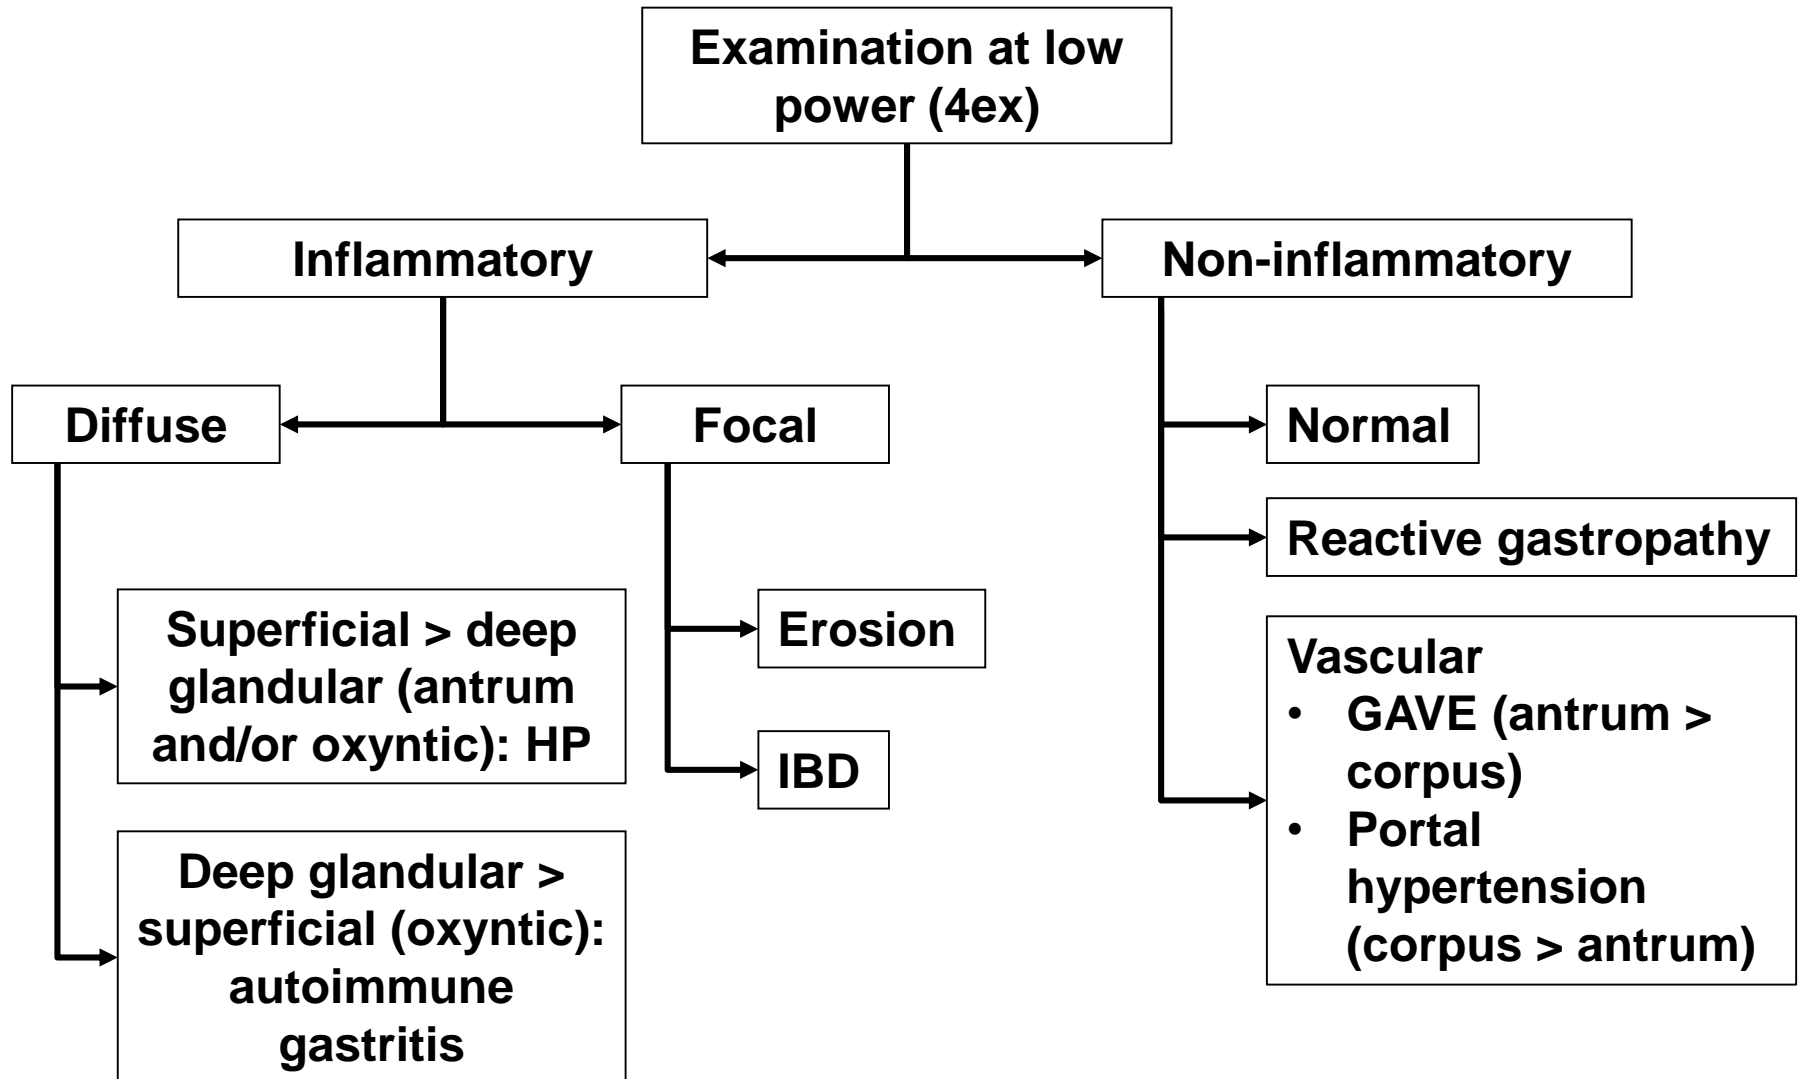 Examination at low
power (4ex)
Inflammatory
Non-inflammatory
Diffuse
Focal
Normal
Reactive gastropathy
Superficial > deep
glandular (antrum
and/or oxyntic): HP
Erosion
Vascular
• GAVE (antrum >
corpus)
• Portal
hypertension
(corpus > antrum)
IBD
Deep glandular >
superficial (oxyntic):
autoimmune
gastritis